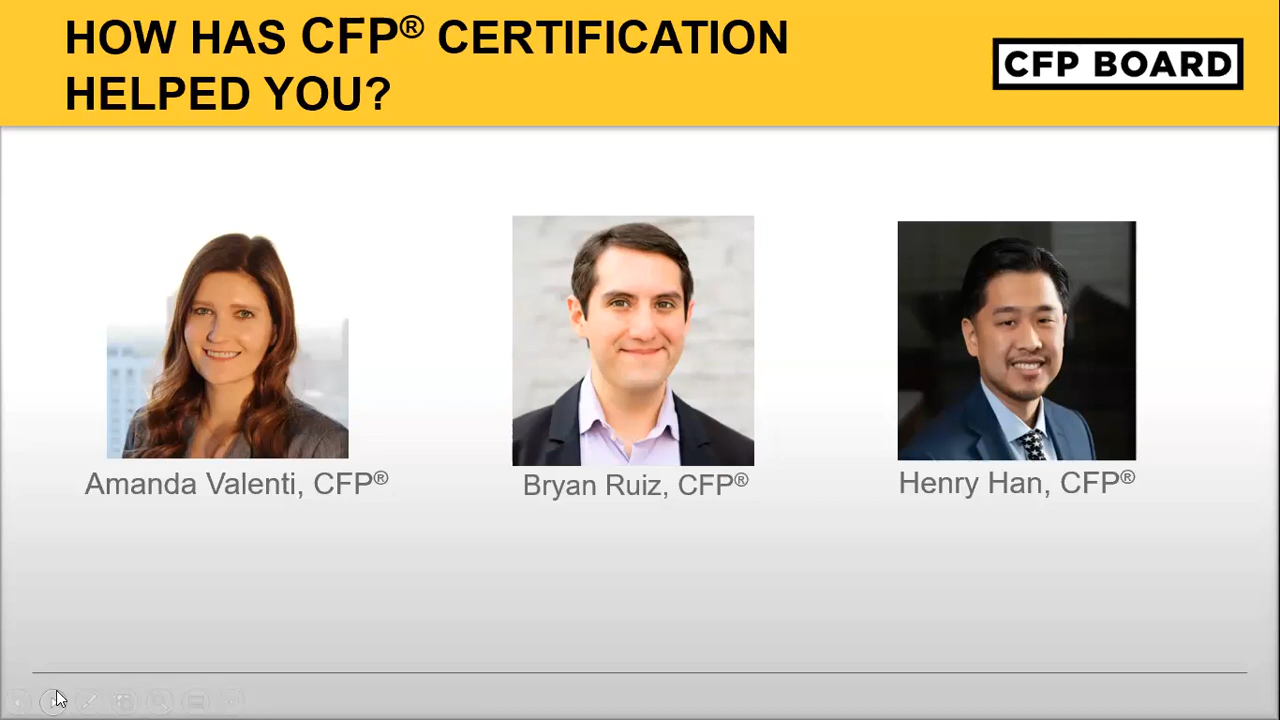 HOW HAS CFP® CERTIFICATION
HELPED YOU?
CFP BOARD
Amanda Valenti, CFP®
Bryan Ruiz, CFP®
Henry Han, CFP®